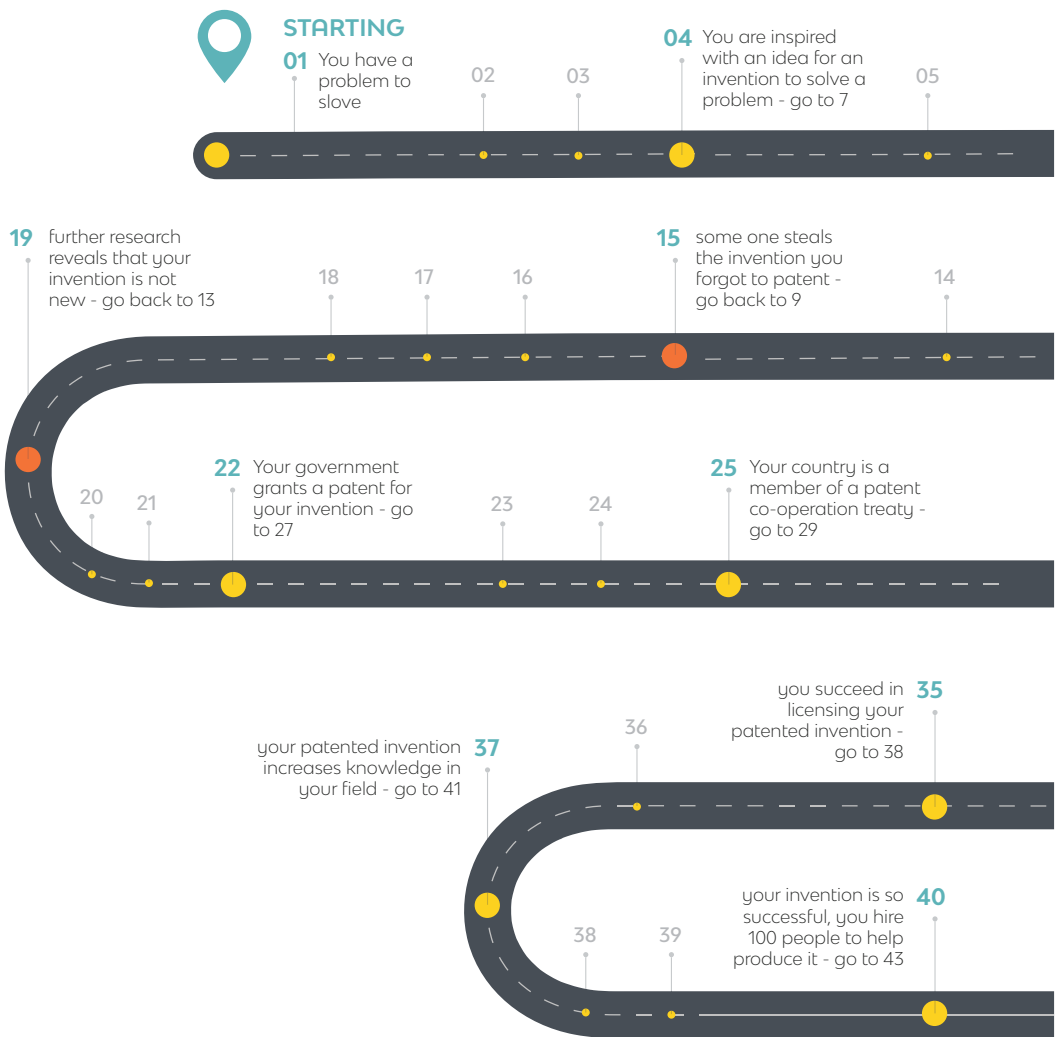 STARTING
01 You have a
problem to
slove
02
03
04 You are inspired
with an idea for an
invention to solve a
problem - go to 7
05
19 further research
reveals that your
invention is not
new - go back to 13
18
17
16
15 some one steals
the invention you
forgot to patent -
go back to 9
14
20
21
22 Your government
grants a patent for
your invention - go
to 27
23
24
25 Your country is a
member of a patent
co-operation treaty -
go to 29
37 your patented invention
increases knowledge in
your field - go to 41
36
35 you succeed in
licensing your
patented invention -
go to 38
38
39
40 your invention is so
successful, you hire
100 people to help
produce it - go to 43